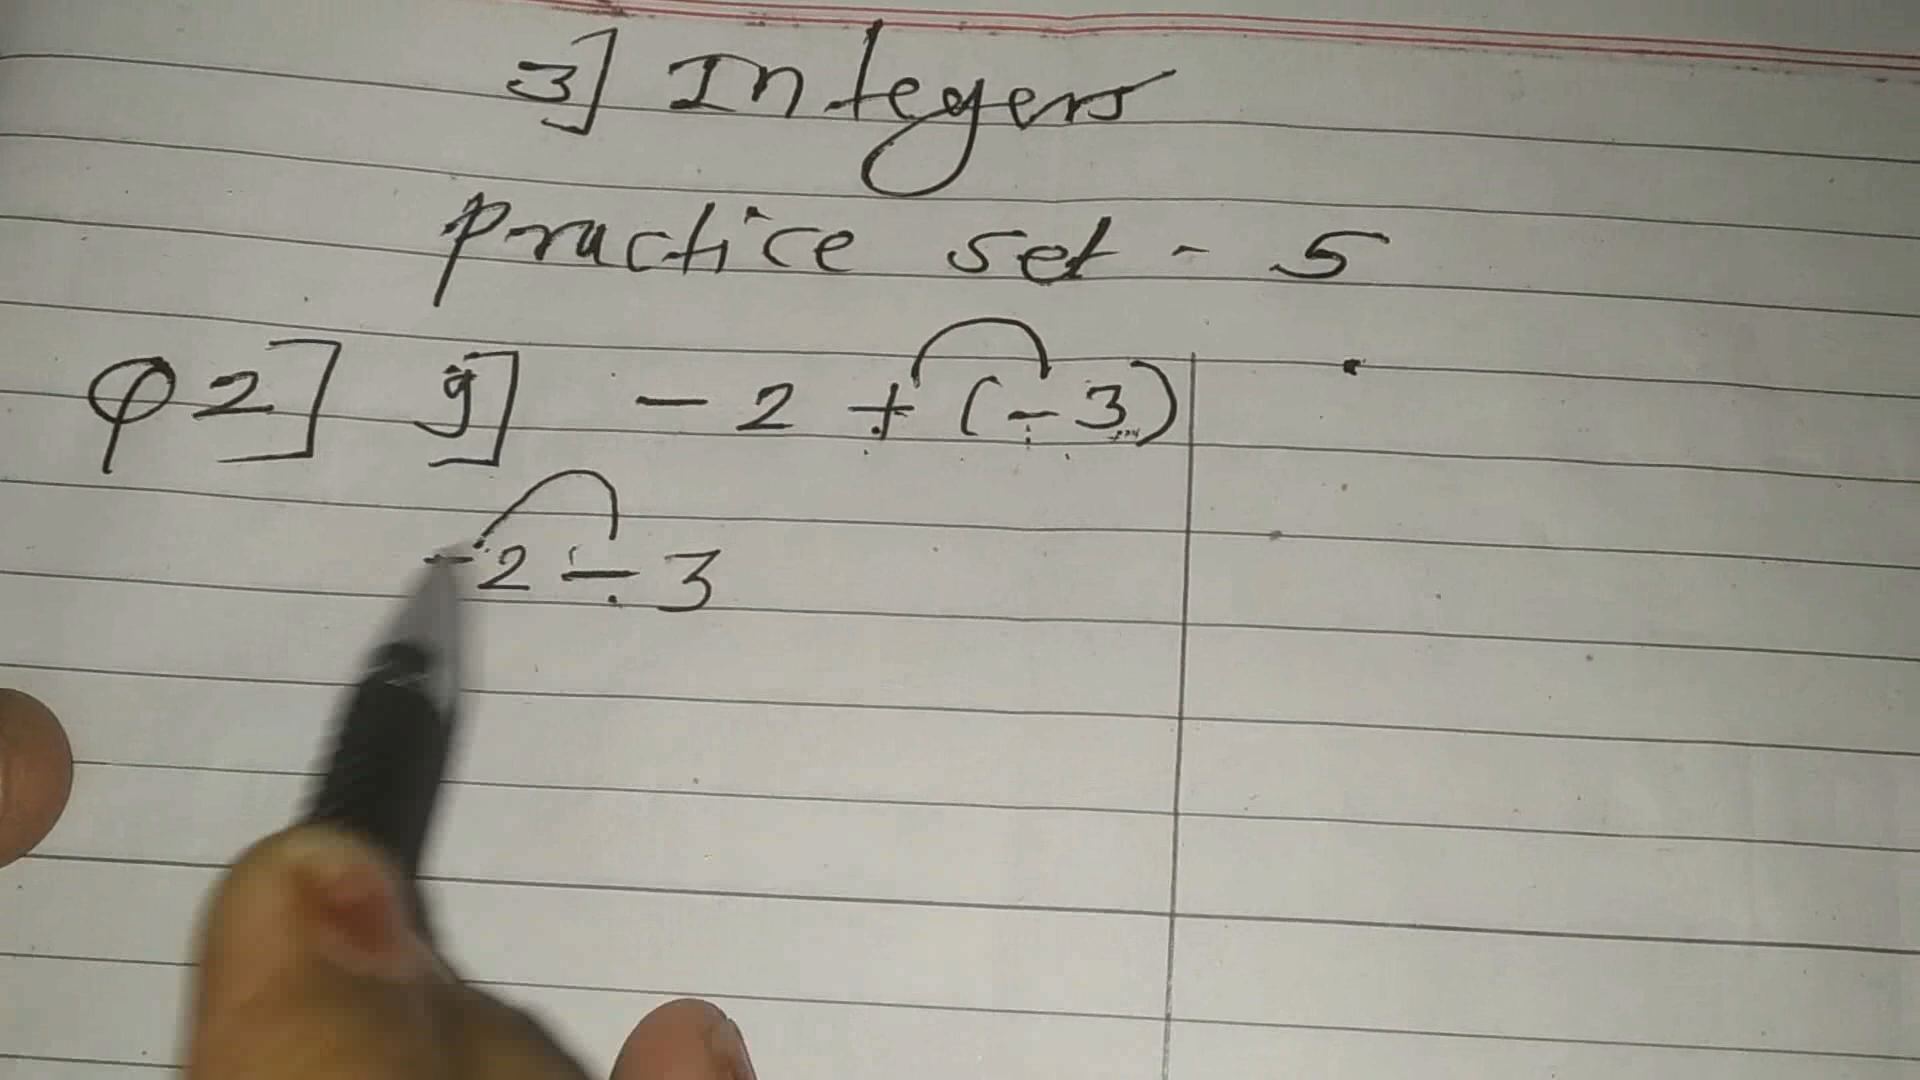 3] Integers
practice set - 5
Q2] g] - 2 + (-3)
-2 - 3